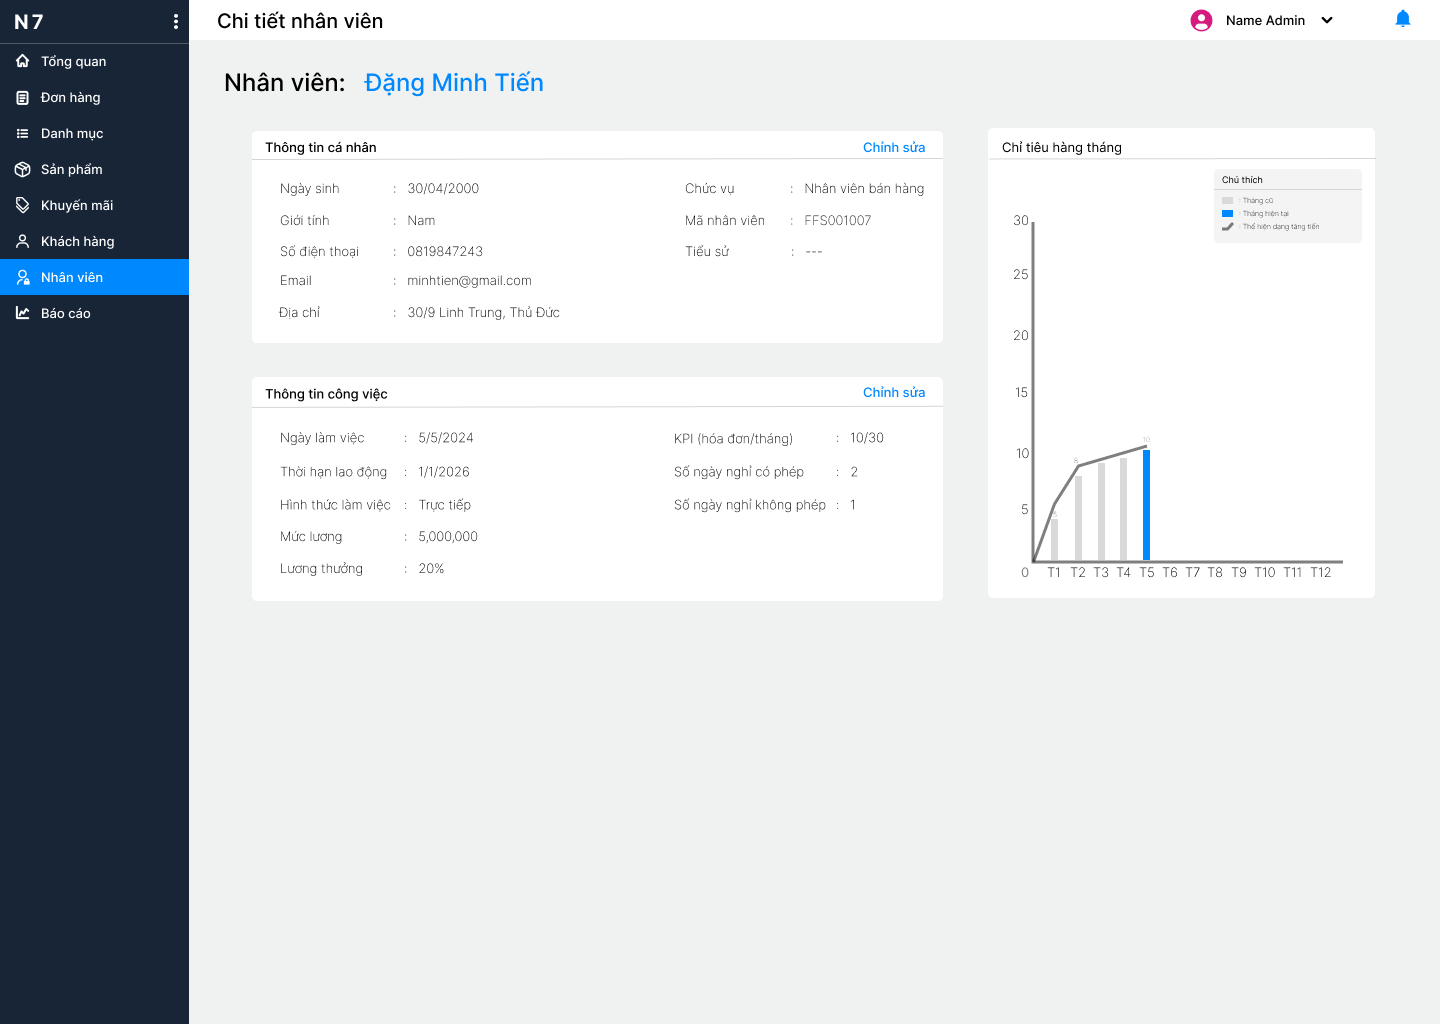 N7
Chi tiết nhân viên
Name Admin
Tổng quan
Đơn hàng
Danh mục
Sản phẩm
Khuyến mãi
Khách hàng
Nhân viên
Báo cáo
Nhân viên: Đặng Minh Tiến
Thông tin cá nhân
Chỉnh sửa
Ngày sinh : 30/04/2000
Giới tính : Nam
Số điện thoại : 0819847243
Email : minhtien@gmail.com
Địa chỉ : 30/9 Linh Trung, Thủ Đức
Chức vụ : Nhân viên bán hàng
Mã nhân viên : FFS001007
Tiểu sử : ---
Thông tin công việc
Chỉnh sửa
Ngày làm việc : 5/5/2024
Thời hạn lao động : 1/1/2026
Hình thức làm việc : Trực tiếp
Mức lương : 5,000,000
Lương thưởng : 20%
KPI (hóa đơn/tháng) : 10/30
Số ngày nghỉ có phép : 2
Số ngày nghỉ không phép : 1
Chỉ tiêu hàng tháng
Chú thích
: Tháng cũ
: Tháng hiện tại
: Thể hiện dạng tăng tiến
30
25
20
15
10
5
0
5
8
10
T1 T2 T3 T4 T5 T6 T7 T8 T9 T10 T11 T12